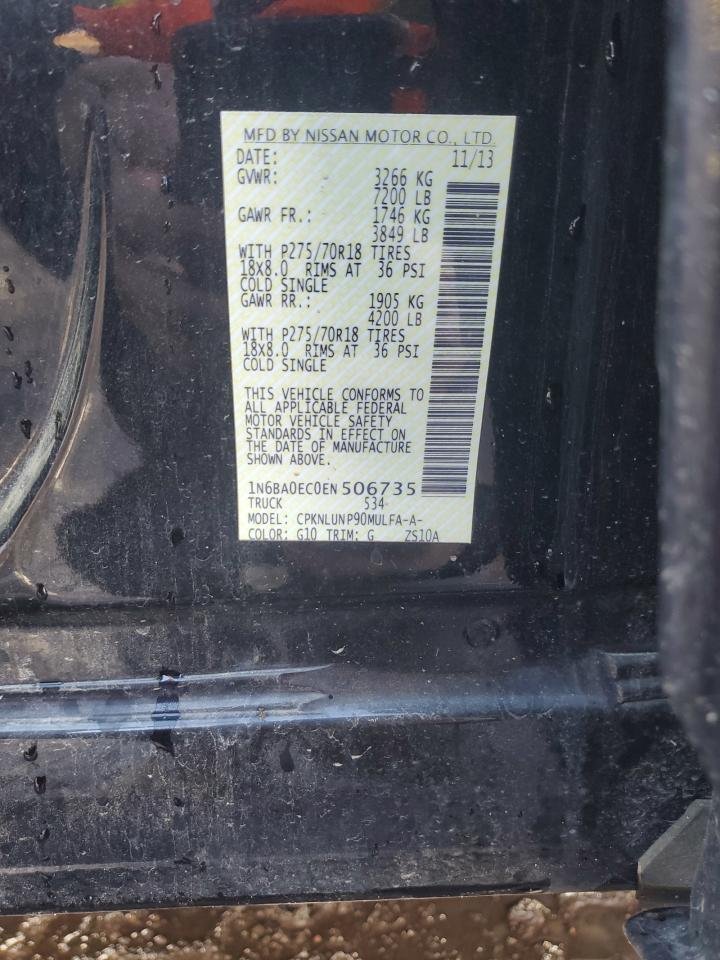 MFD BY NISSAN MOTOR CO., LTD.
DATE: 11/13
GVWR: 3266 KG
7200 LB
GAWR FR.: 1746 KG
3849 LB
WITH P275/70R18 TIRES
18X8.0 RIMS AT 36 PSI
COLD SINGLE
GAWR RR.: 1905 KG
4200 LB
WITH P275/70R18 TIRES
18X8.0 RIMS AT 36 PSI
COLD SINGLE
THIS VEHICLE CONFORMS TO
ALL APPLICABLE FEDERAL
MOTOR VEHICLE SAFETY
STANDARDS IN EFFECT ON
THE DATE OF MANUFACTURE
SHOWN ABOVE.
1N6BA0EC0EN506735
TRUCK 534
MODEL: CPKNLUNP90MULFA-A-
COLOR: G10 TRIM: G ZS10A